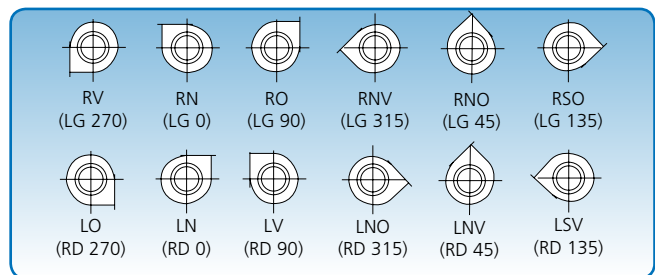 RV RN RO RNV RNO RSO
(LG 270) (LG 0) (LG 90) (LG 315) (LG 45) (LG 135)
LO LN LV LNO LNV LSV
(RD 270) (RD 0) (RD 90) (RD 315) (RD 45) (RD 135)